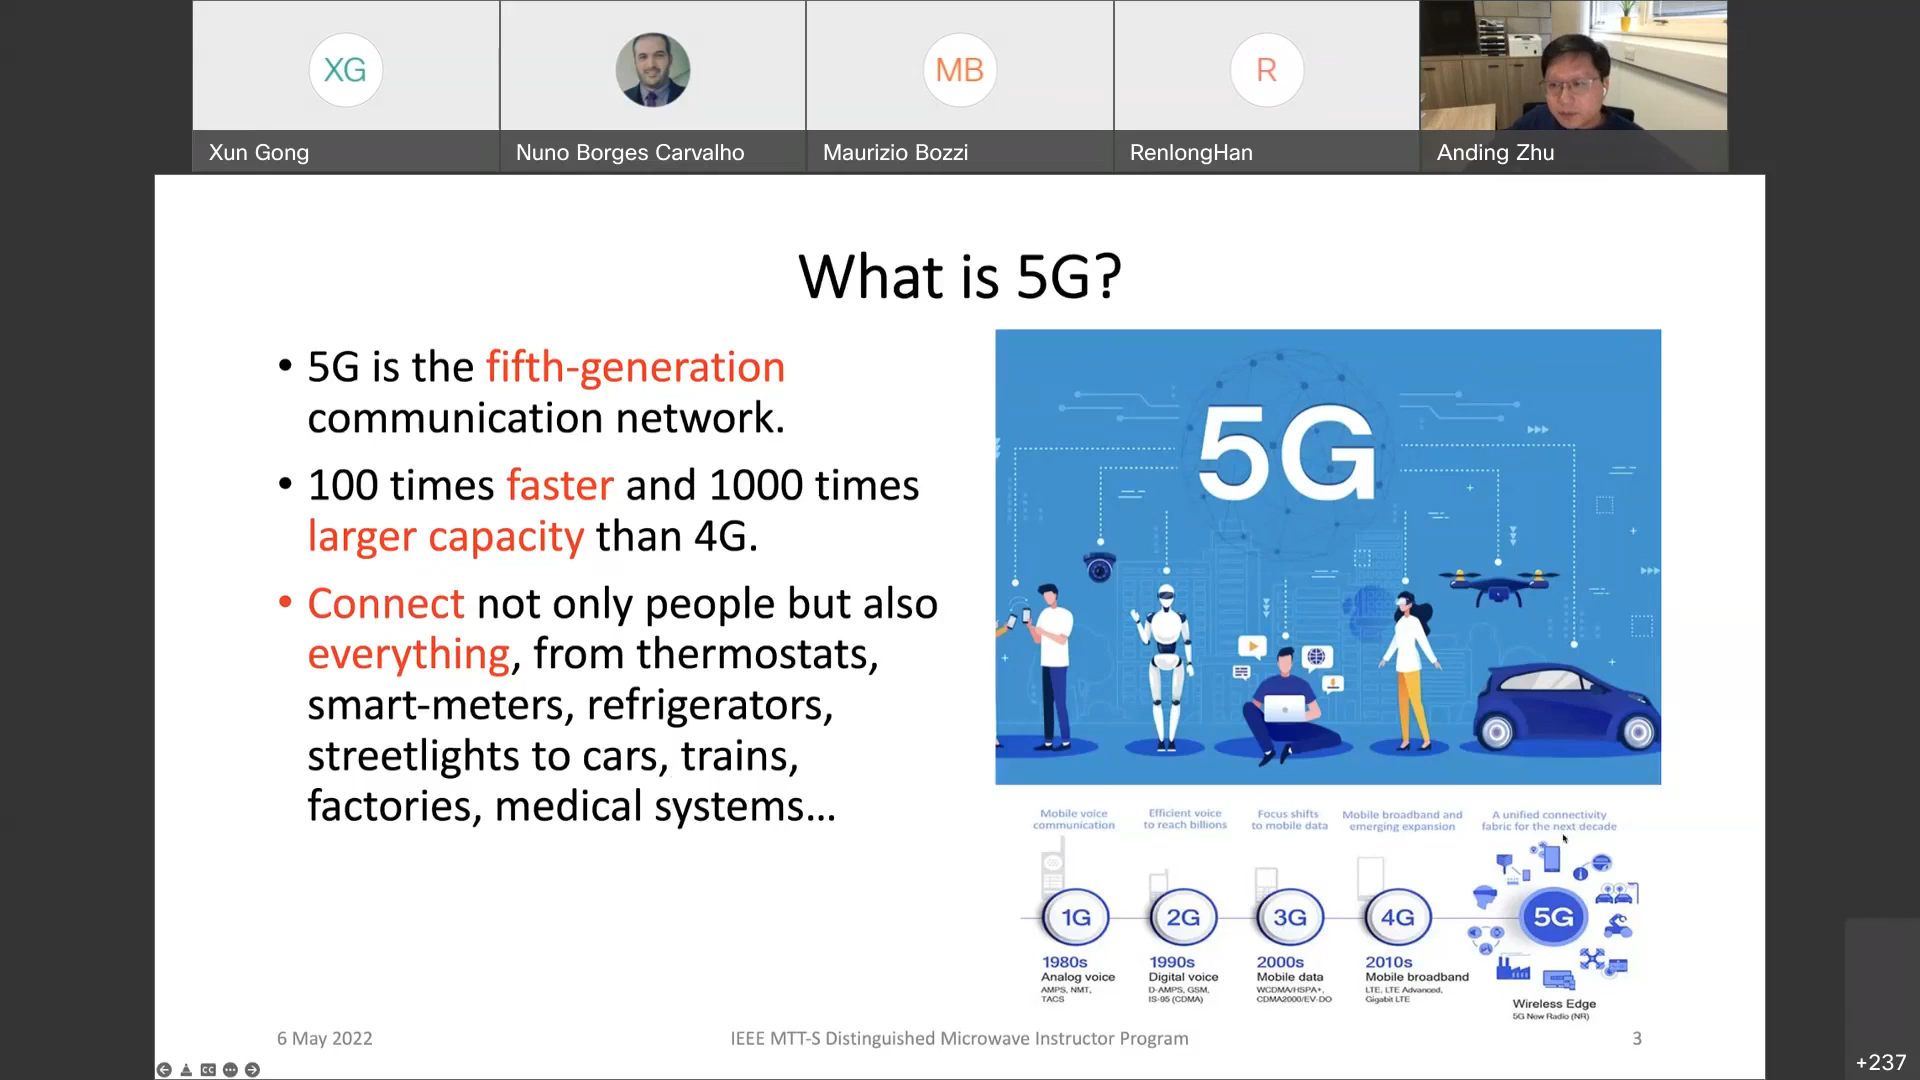 XG
MB
R
Xun Gong
Nuno Borges Carvalho
Maurizio Bozzi
RenlongHan
Anding Zhu
What is 5G?
• 5G is the fifth-generation
communication network.
• 100 times faster and 1000 times
larger capacity than 4G.
• Connect not only people but also
everything, from thermostats,
smart-meters, refrigerators,
streetlights to cars, trains,
factories, medical systems...
5G
Mobile voice
communication
Efficient voice
to reach billions
Focus shifts
to mobile data
Mobile broadband and
emerging expansion
A unified connectivity
fabric for the next decade
1G
2G
3G
4G
5G
1980s
Analog voice
AMPS, NMT,
TACS
1990s
Digital voice
D-AMPS, GSM,
IS-95 (CDMA)
2000s
Mobile data
WCDMA/HSPA+,
CDMA2000/EV-DO
2010s
Mobile broadband
LTE, LTE Advanced,
Gigabit LTE
Wireless Edge
5G New Radio (NR)
6 May 2022
IEEE MTT-S Distinguished Microwave Instructor Program
3
CC
+237